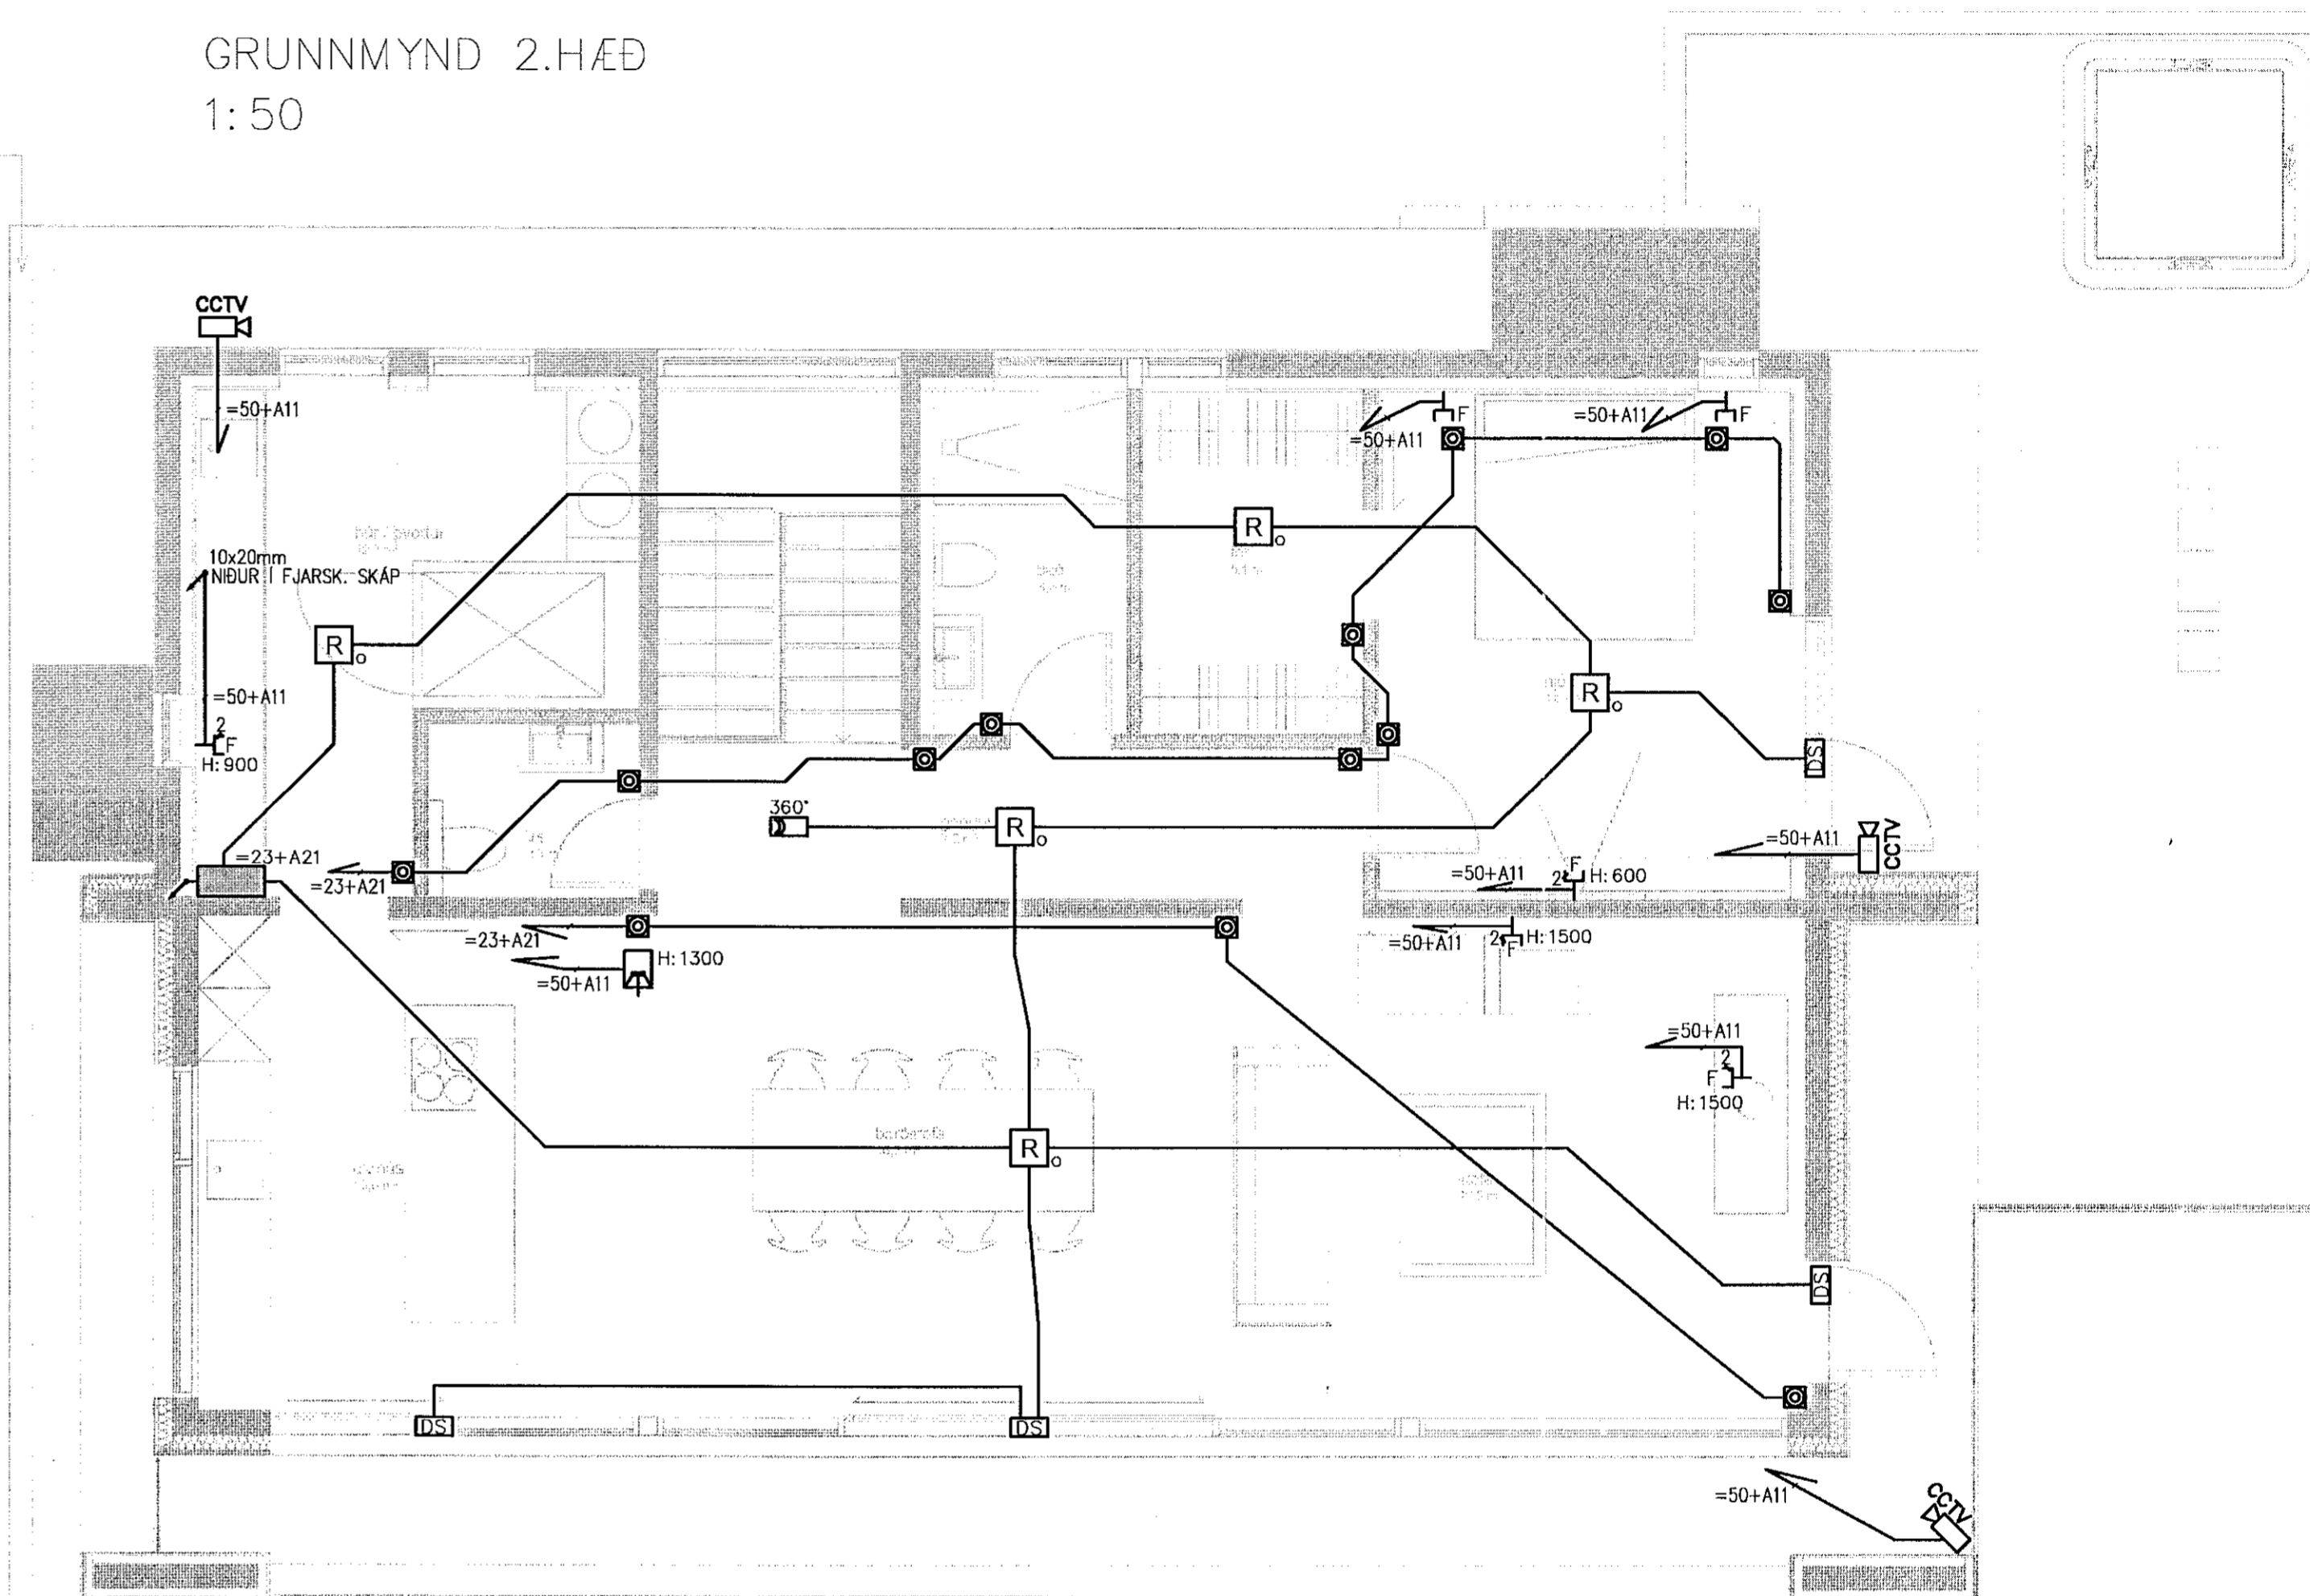 GRUNNMYND 2.HÆÐ
1:50
CCTV
=50+A11
=50+A11
F
=50+A11
F
10x20mm
NIÐUR Í FJARSK. SKÁP
R
o
R
o
=50+A11
2
F
H:900
R
o
DS
360°
R
o
=50+A11
CCTV
=23+A21
=23+A21
=50+A11
F
2
H:600
=23+A21
=50+A11
2
F
H:1500
=50+A11
H:1300
=50+A11
2
F
H:1500
R
o
DS
DS
DS
=50+A11
CCTV